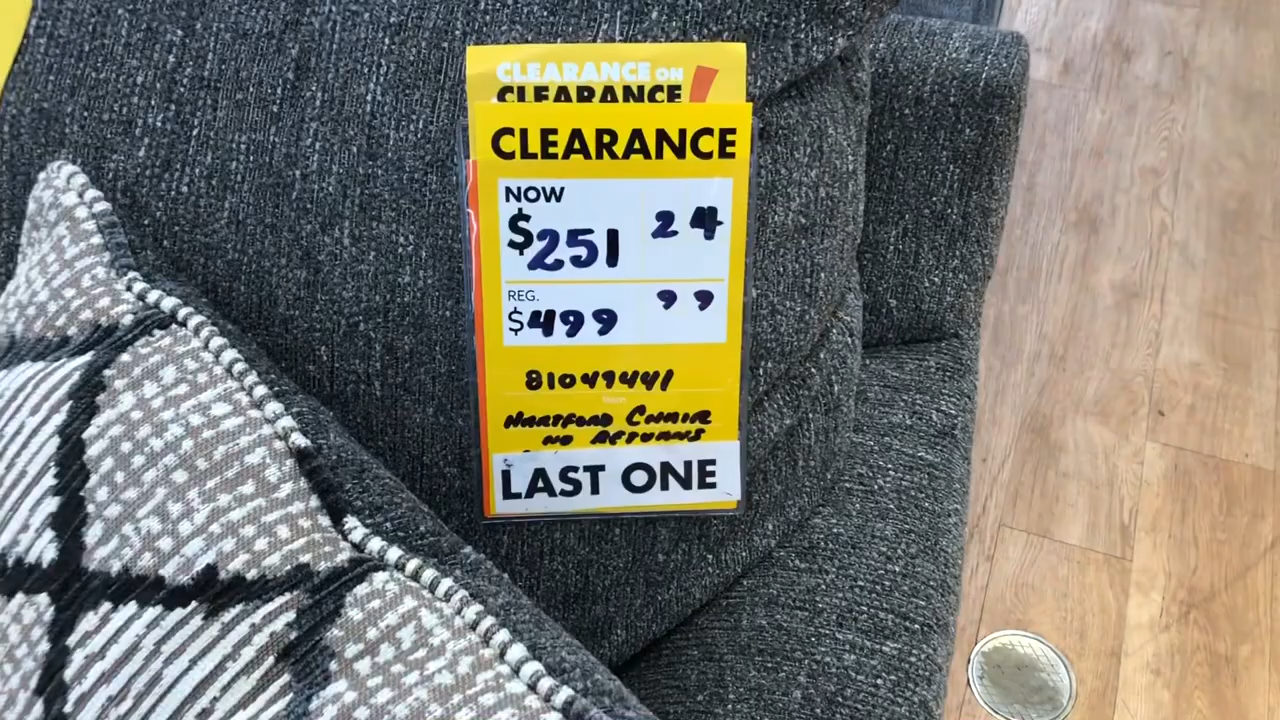 CLEARANCE ON
CLEARANCE!
CLEARANCE
NOW
$251 24
REG.
$499 99
81049441
HARTFORD CHAIR
NO RETURNS
LAST ONE